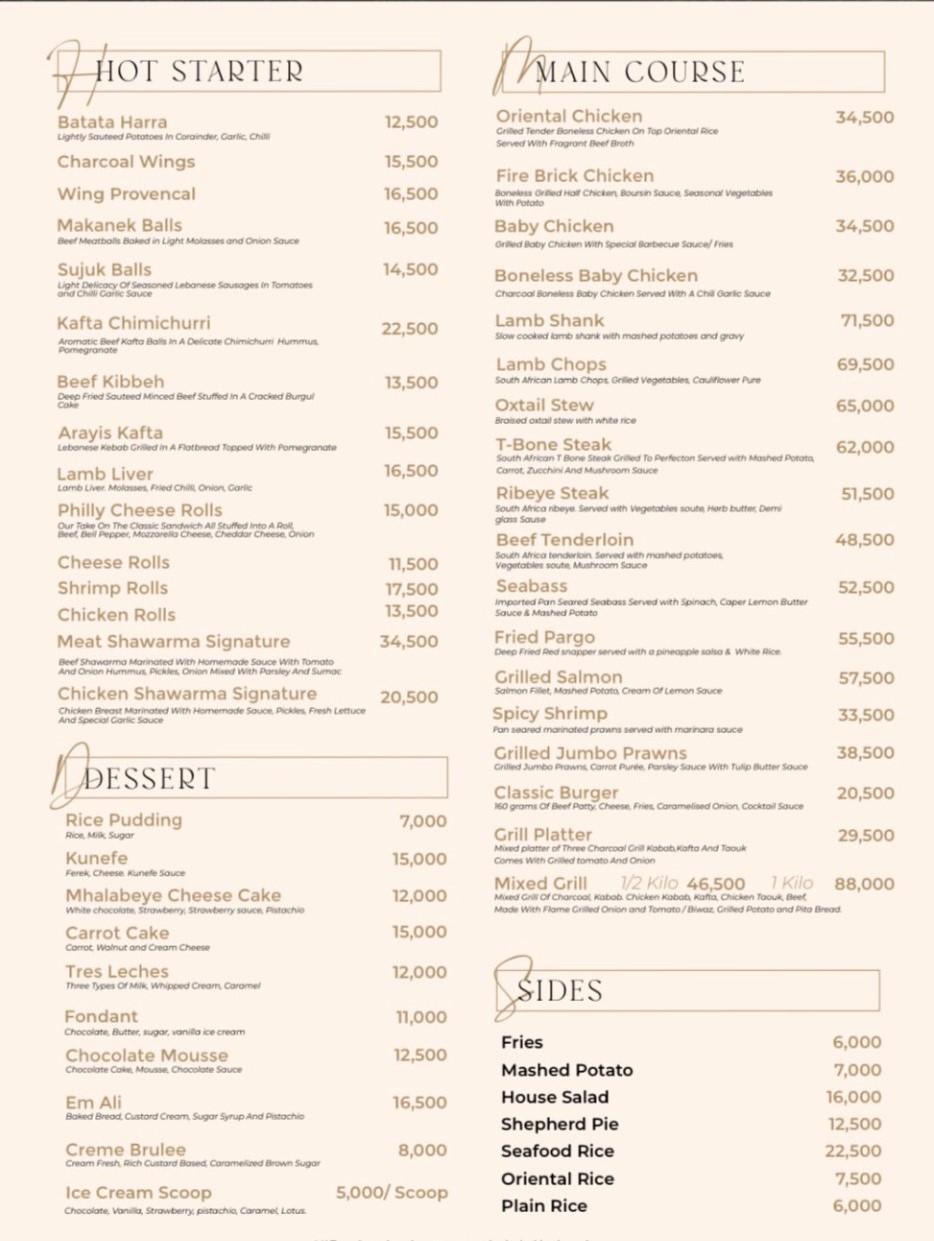 HOT STARTER
Batata Harra 12,500
Lightly Sauteed Potatoes In Corainder, Garlic, Chilli
Charcoal Wings 15,500
Wing Provencal 16,500
Makanek Balls 16,500
Beef Meatballs Baked in Light Molasses and Onion Sauce
Sujuk Balls 14,500
Light Delicacy Of Seasoned Lebanese Sausages In Tomatoes
and Chilli Garlic Sauce
Kafta Chimichurri 22,500
Aromatic Beef Kafta Balls In A Delicate Chimichurri Hummus,
Pomegranate
Beef Kibbeh 13,500
Deep Fried Sauteed Minced Beef Stuffed In A Cracked Burgul
Cake
Arayis Kafta 15,500
Lebanese Kebab Grilled In A Flatbread Topped With Pomegranate
Lamb Liver 16,500
Lamb Liver. Molasses, Fried Chilli, Onion, Garlic
Philly Cheese Rolls 15,000
Our Take On The Classic Sandwich All Stuffed Into A Roll,
Beef, Bell Pepper, Mozzarella Cheese, Cheddar Cheese, Onion
Cheese Rolls 11,500
Shrimp Rolls 17,500
Chicken Rolls 13,500
Meat Shawarma Signature 34,500
Beef Shawarma Marinated With Homemade Sauce With Tomato
And Onion Hummus, Pickles, Onion Mixed With Parsley And Sumac
Chicken Shawarma Signature 20,500
Chicken Breast Marinated With Homemade Sauce, Pickles, Fresh Lettuce
And Special Garlic Sauce
DESSERT
Rice Pudding 7,000
Rice, Milk, Sugar
Kunefe 15,000
Ferek, Cheese. Kunefe Sauce
Mhalabeye Cheese Cake 12,000
White chocolate, Strawberry, Strawberry sauce, Pistachio
Carrot Cake 15,000
Carrot, Walnut and Cream Cheese
Tres Leches 12,000
Three Types Of Milk, Whipped Cream, Caramel
Fondant 11,000
Chocolate, Butter, sugar, vanilla ice cream
Chocolate Mousse 12,500
Chocolate Cake, Mousse, Chocolate Sauce
Em Ali 16,500
Baked Bread, Custard Cream, Sugar Syrup And Pistachio
Creme Brulee 8,000
Cream Fresh, Rich Custard Based, Caramelized Brown Sugar
Ice Cream Scoop 5,000/ Scoop
Chocolate, Vanilla, Strawberry, pistachio, Caramel, Lotus.
MAIN COURSE
Oriental Chicken 34,500
Grilled Tender Boneless Chicken On Top Oriental Rice
Served With Fragrant Beef Broth
Fire Brick Chicken 36,000
Boneless Grilled Half Chicken, Boursin Sauce, Seasonal Vegetables
With Potato
Baby Chicken 34,500
Grilled Baby Chicken With Special Barbecue Sauce/ Fries
Boneless Baby Chicken 32,500
Charcoal Boneless Baby Chicken Served With A Chili Garlic Sauce
Lamb Shank 71,500
Slow cooked lamb shank with mashed potatoes and gravy
Lamb Chops 69,500
South African Lamb Chops, Grilled Vegetables, Cauliflower Pure
Oxtail Stew 65,000
Braised oxtail stew with white rice
T-Bone Steak 62,000
South African T Bone Steak Grilled To Perfecton Served with Mashed Potato,
Carrot, Zucchini And Mushroom Sauce
Ribeye Steak 51,500
South Africa ribeye. Served with Vegetables soute, Herb butter, Demi
glass Sause
Beef Tenderloin 48,500
South Africa tenderloin. Served with mashed potatoes,
Vegetables soute, Mushroom Sauce
Seabass 52,500
Imported Pan Seared Seabass Served with Spinach, Caper Lemon Butter
Sauce & Mashed Potato
Fried Pargo 55,500
Deep Fried Red snapper served with a pineapple salsa & White Rice.
Grilled Salmon 57,500
Salmon Fillet, Mashed Potato, Cream Of Lemon Sauce
Spicy Shrimp 33,500
Pan seared marinated prawns served with marinara sauce
Grilled Jumbo Prawns 38,500
Grilled Jumbo Prawns, Carrot Purée, Parsley Sauce With Tulip Butter Sauce
Classic Burger 20,500
160 grams Of Beef Patty, Cheese, Fries, Caramelised Onion, Cocktail Sauce
Grill Platter 29,500
Mixed platter of Three Charcoal Grill Kabab,Kafta And Taouk
Comes With Grilled tomato And Onion
Mixed Grill 1/2 Kilo 46,500 1 Kilo 88,000
Mixed Grill Of Charcoal, Kabab. Chicken Kabab, Kafta, Chicken Taouk, Beef,
Made With Flame Grilled Onion and Tomato / Biwaz, Grilled Potato and Pita Bread.
SIDES
Fries 6,000
Mashed Potato 7,000
House Salad 16,000
Shepherd Pie 12,500
Seafood Rice 22,500
Oriental Rice 7,500
Plain Rice 6,000